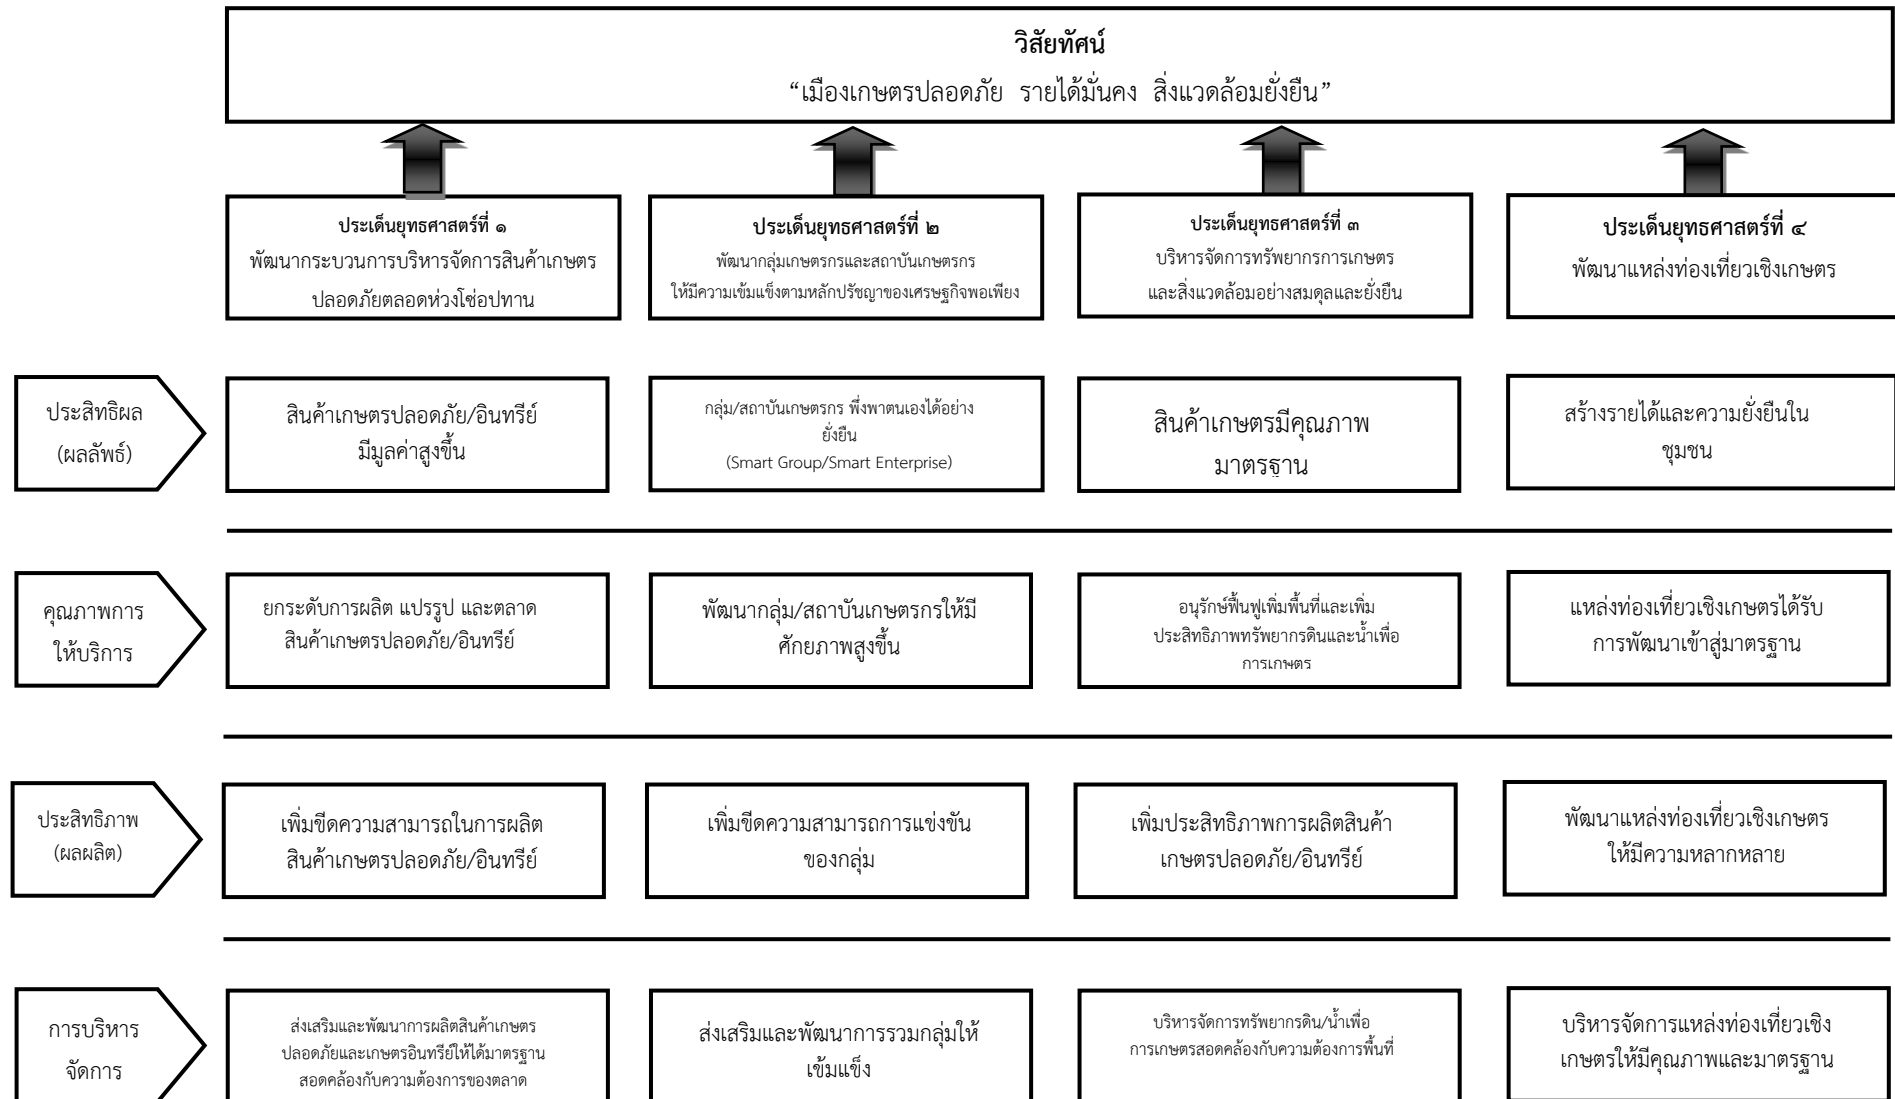 วิสัยทัศน์
“เมืองเกษตรปลอดภัย รายได้มั่นคง สิ่งแวดล้อมยั่งยืน”
ประเด็นยุทธศาสตร์ที่ ๑
พัฒนากระบวนการบริหารจัดการสินค้าเกษตร
ปลอดภัยตลอดห่วงโซ่อุปทาน
ประเด็นยุทธศาสตร์ที่ ๒
พัฒนากลุ่มเกษตรกรและสถาบันเกษตรกร
ให้มีความเข้มแข็งตามหลักปรัชญาของเศรษฐกิจพอเพียง
ประเด็นยุทธศาสตร์ที่ ๓
บริหารจัดการทรัพยากรการเกษตร
และสิ่งแวดล้อมอย่างสมดุลและยั่งยืน
ประเด็นยุทธศาสตร์ที่ ๔
พัฒนาแหล่งท่องเที่ยวเชิงเกษตร
ประสิทธิผล
(ผลลัพธ์)
สินค้าเกษตรปลอดภัย/อินทรีย์
มีมูลค่าสูงขึ้น
กลุ่ม/สถาบันเกษตรกร พึ่งพาตนเองได้อย่าง
ยั่งยืน
(Smart Group/Smart Enterprise)
สินค้าเกษตรมีคุณภาพ
มาตรฐาน
สร้างรายได้และความยั่งยืนใน
ชุมชน
คุณภาพการ
ให้บริการ
ยกระดับการผลิต แปรรูป และตลาด
สินค้าเกษตรปลอดภัย/อินทรีย์
พัฒนากลุ่ม/สถาบันเกษตรกรให้มี
ศักยภาพสูงขึ้น
อนุรักษ์ฟื้นฟูเพิ่มพื้นที่และเพิ่ม
ประสิทธิภาพทรัพยากรดินและน้ำเพื่อ
การเกษตร
แหล่งท่องเที่ยวเชิงเกษตรได้รับ
การพัฒนาเข้าสู่มาตรฐาน
ประสิทธิภาพ
(ผลผลิต)
เพิ่มขีดความสามารถในการผลิต
สินค้าเกษตรปลอดภัย/อินทรีย์
เพิ่มขีดความสามารถการแข่งขัน
ของกลุ่ม
เพิ่มประสิทธิภาพการผลิตสินค้า
เกษตรปลอดภัย/อินทรีย์
พัฒนาแหล่งท่องเที่ยวเชิงเกษตร
ให้มีความหลากหลาย
การบริหาร
จัดการ
ส่งเสริมและพัฒนาการผลิตสินค้าเกษตร
ปลอดภัยและเกษตรอินทรีย์ให้ได้มาตรฐาน
สอดคล้องกับความต้องการของตลาด
ส่งเสริมและพัฒนาการรวมกลุ่มให้
เข้มแข็ง
บริหารจัดการทรัพยากรดิน/น้ำเพื่อ
การเกษตรสอดคล้องกับความต้องการพื้นที่
บริหารจัดการแหล่งท่องเที่ยวเชิง
เกษตรให้มีคุณภาพและมาตรฐาน